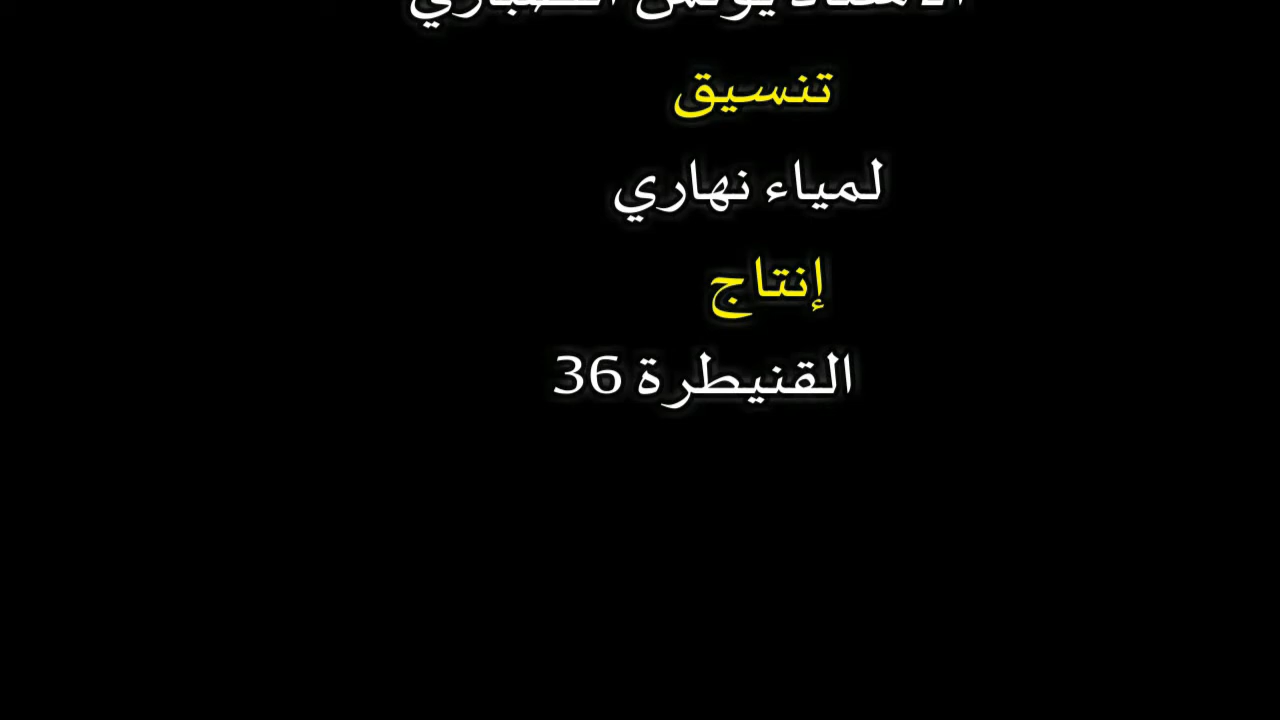 تنسيق
لمياء نهاري
إنتاج
القنيطرة 36